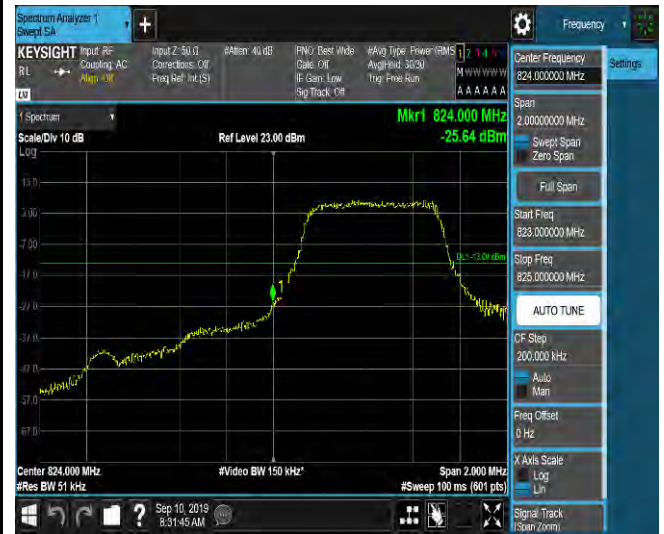 Spectrum Analyzer 1
Swept SA
+
Frequency
KEYSIGHT
RL
Input: RF
Coupling: AC
Align: Off
Input Z: 50 Ω
Corrections: Off
Freq Ref: Int (S)
#Atten: 40 dB
PNO: Best Wide
Gate: Off
IF Gain: Low
Sig Track: Off
#Avg Type: Power (RMS
Avg|Hold: 30/30
Trig: Free Run
1 2 3 4 5 6
M W W W W W
A A A A A A
LW
1 Spectrum
Scale/Div 10 dB
Log
Ref Level 23.00 dBm
Mkr1 824.000 MHz
-25.64 dBm
13.0
3.00
-7.00
DL1 -13.00 dBm
-17.0
1
-27.0
-37.0
-47.0
-57.0
-67.0
Center 824.000 MHz
#Res BW 51 kHz
#Video BW 150 kHz*
Span 2.000 MHz
#Sweep 100 ms (601 pts)
Sep 10, 2019
8:31:45 AM
Center Frequency
824.000000 MHz
Settings
Span
2.00000000 MHz
Swept Span
Zero Span
Full Span
Start Freq
823.000000 MHz
Stop Freq
825.000000 MHz
AUTO TUNE
CF Step
200.000 kHz
Auto
Man
Freq Offset
0 Hz
X Axis Scale
Log
Lin
Signal Track
(Span Zoom)